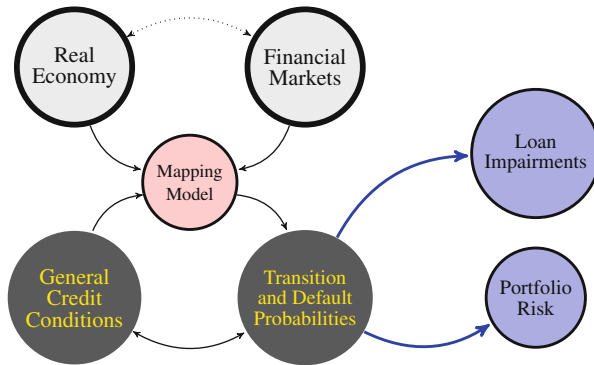 Real
Economy
Financial
Markets
Loan
Impairments
Mapping
Model
General
Credit
Conditions
Transition
and Default
Probabilities
Portfolio
Risk